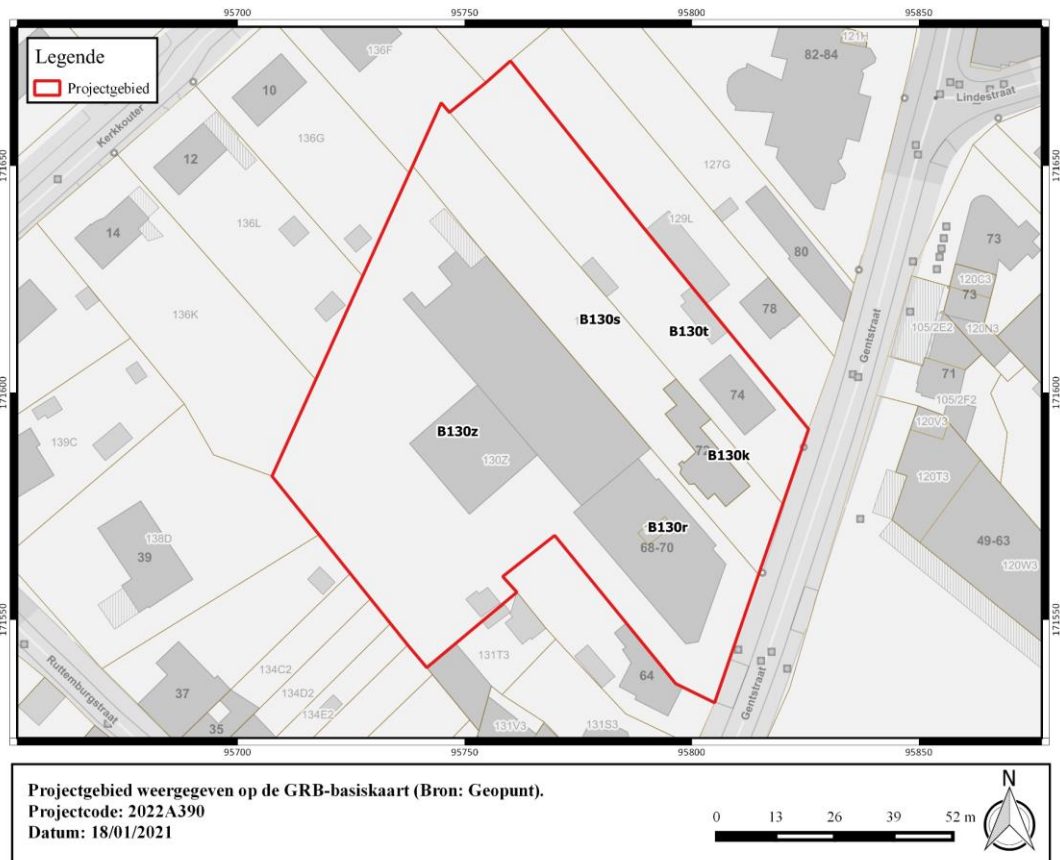 95700 95750 95800 95850
Legende
Projectgebied
136F
121H
82-84
Lindestraat
10
Kerkkouter
136G
127G
12
171650
171650
136L
14
129L
80
73
120C3
73
136K
78
105/2E2
120N3
B130s
B130t
Gentstraat
71
171600
171600
105/2F2
74
120V3
139C
B130z
130Z
72
B130k
120T3
B130r
68-70
49-63
138D
39
120W3
171550
171550
131T3
134C2
64
Ruttemburgstraat
37
134D2
Gentstraat
35
134E2
131V3
131S3
95700 95750 95800 95850
Projectgebied weergegeven op de GRB-basiskaart (Bron: Geopunt).
Projectcode: 2022A390
Datum: 18/01/2021
0 13 26 39 52 m
N